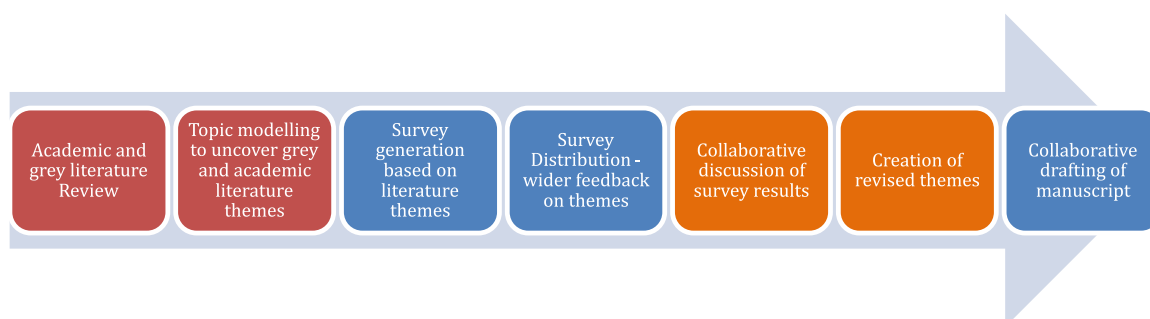 Academic and
grey literature
Review
Topic modelling
to uncover grey
and academic
literature
themes
Survey
generation
based on
literature
themes
Survey
Distribution -
wider feedback
on themes
Collaborative
discussion of
survey results
Creation of
revised themes
Collaborative
drafting of
manuscript